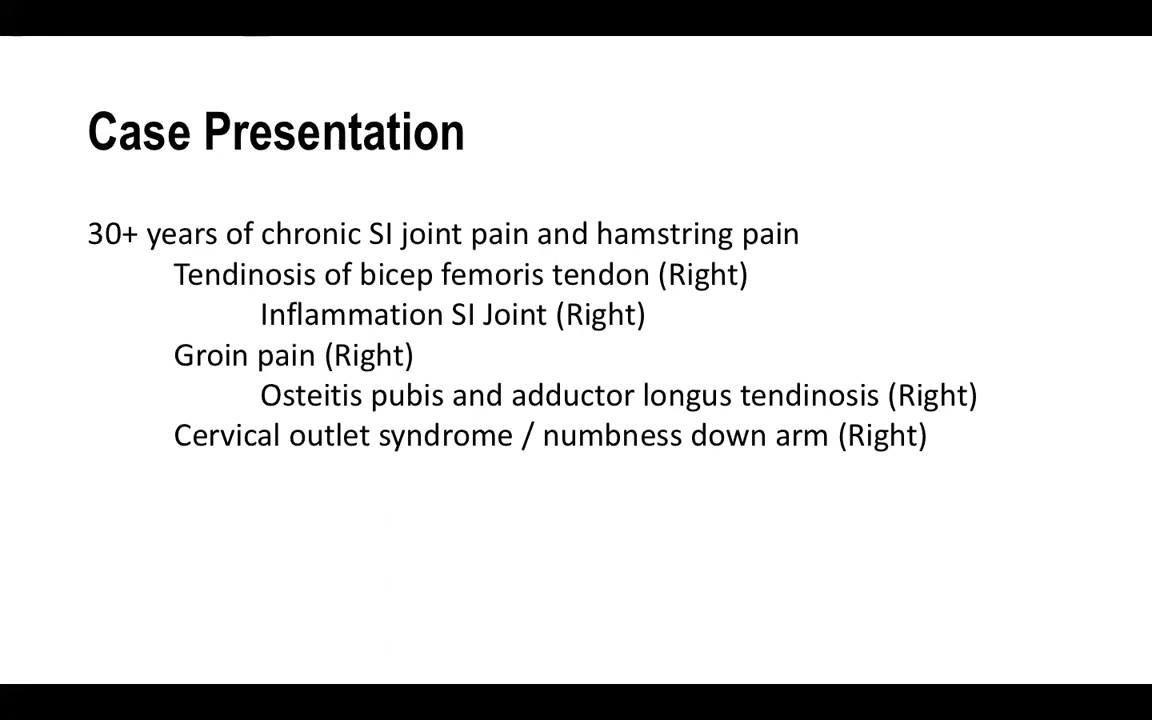 Case Presentation
30+ years of chronic SI joint pain and hamstring pain
Tendinosis of bicep femoris tendon (Right)
Inflammation SI Joint (Right)
Groin pain (Right)
Osteitis pubis and adductor longus tendinosis (Right)
Cervical outlet syndrome / numbness down arm (Right)